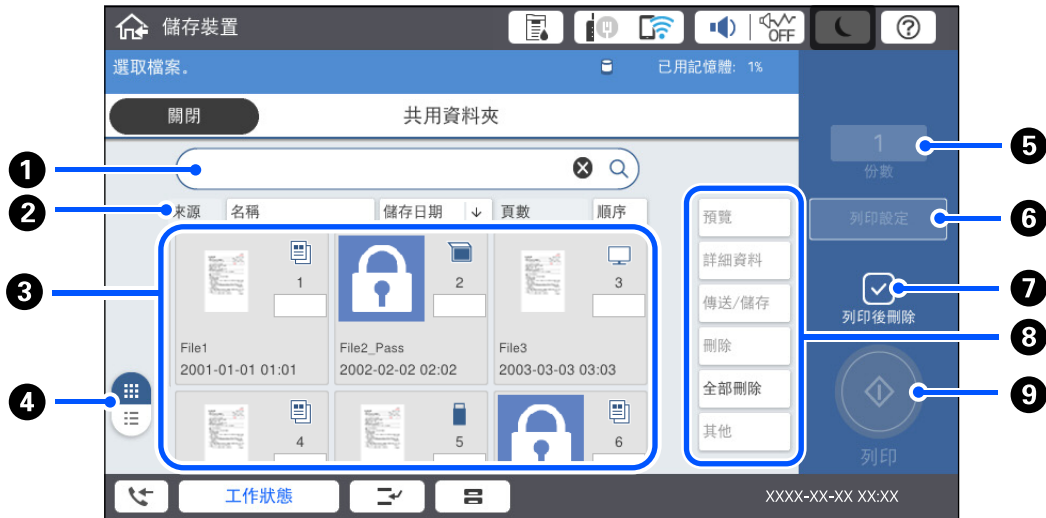 儲存裝置
OFF
選取檔案。
已用記憶體: 1%
關閉
共用資料夾
1
份數
5
1
2
來源 名稱 儲存日期 頁數 順序
預覽
列印設定
6
3
1
2
3
詳細資料
傳送/儲存
7
列印後刪除
File1
File2_Pass
File3
刪除
8
2001-01-01 01:01
2002-02-02 02:02
2003-03-03 03:03
全部刪除
9
4
4
5
6
其他
列印
工作狀態
XXXX-XX-XX XX:XX